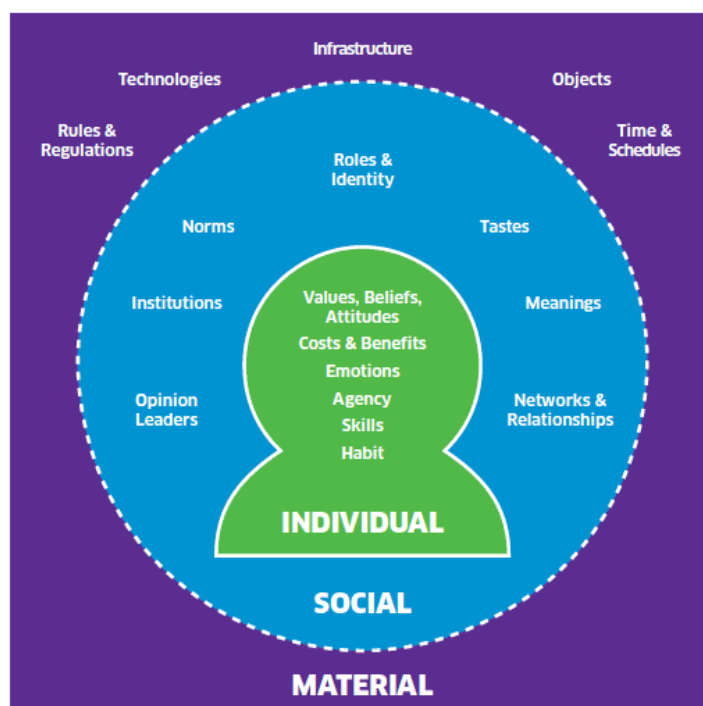 Infrastructure
Technologies
Objects
Rules &
Regulations
Time &
Schedules
Roles &
Identity
Norms
Tastes
Institutions
Values, Beliefs,
Attitudes
Meanings
Costs & Benefits
Emotions
Agency
Opinion
Leaders
Networks &
Relationships
Skills
Habit
INDIVIDUAL
SOCIAL
MATERIAL